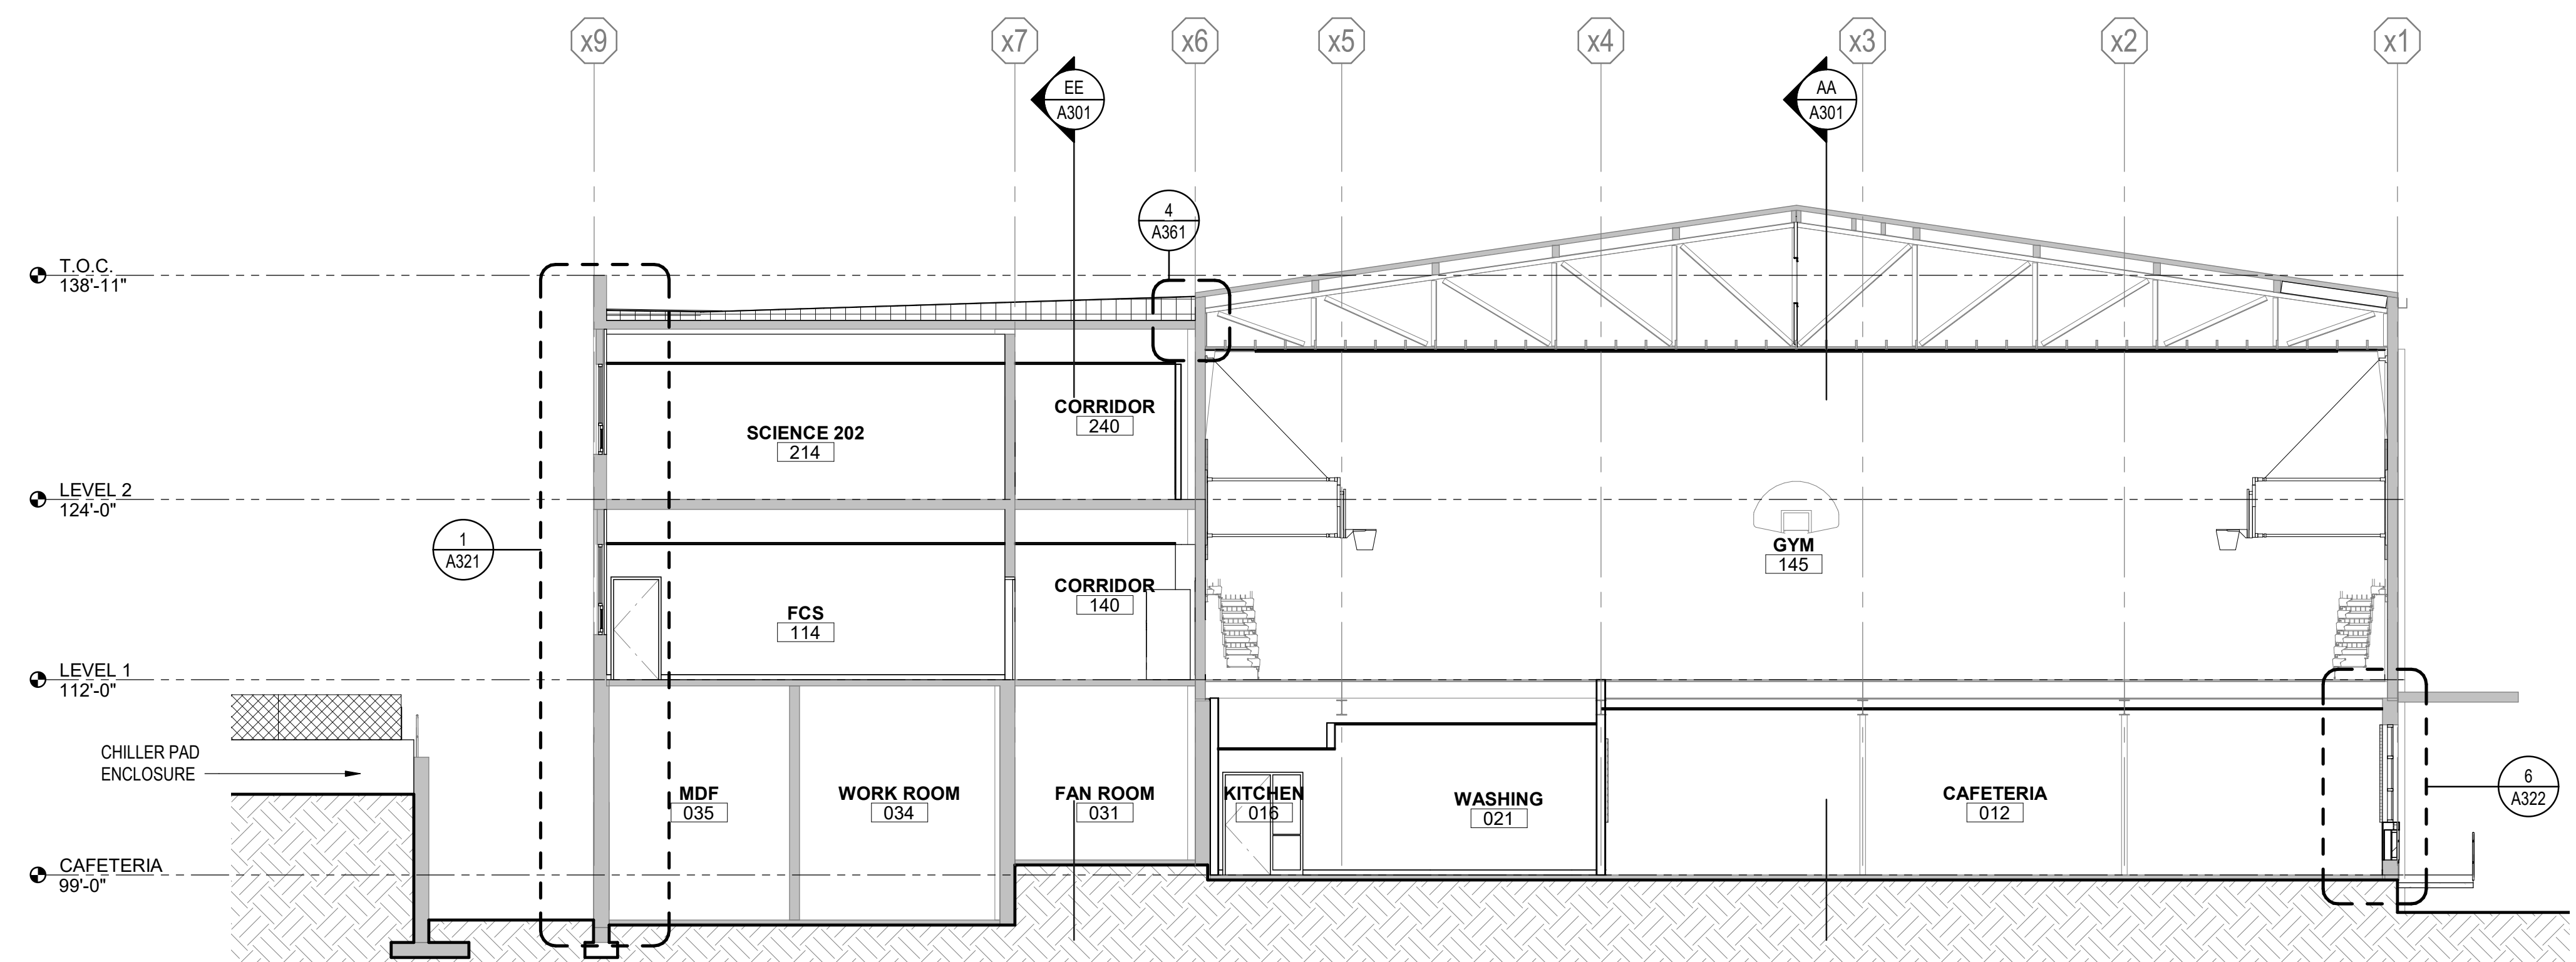 x9
x7
x6
x5
x4
x3
x2
x1
EE
A301
AA
A301
4
A361
T.O.C.
138'-11"
CORRIDOR
240
SCIENCE 202
214
LEVEL 2
124'-0"
1
A321
GYM
145
CORRIDOR
140
FCS
114
LEVEL 1
112'-0"
CHILLER PAD
ENCLOSURE
MDF
035
WORK ROOM
034
FAN ROOM
031
KITCHEN
016
WASHING
021
CAFETERIA
012
6
A322
CAFETERIA
99'-0"